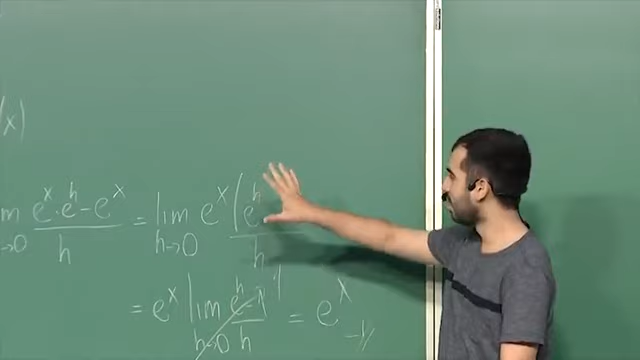 x)
lim h→0 (e^x·e^h - e^x)/h = lim h→0 e^x(e^h /h
= e^x lim h→0 (e^h - 1)/h 1 = e^x